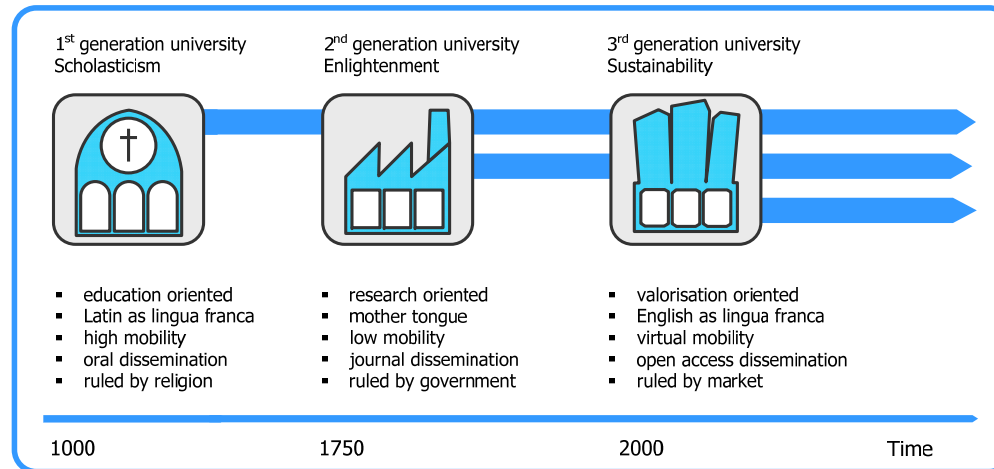 1st generation university
Scholasticism
2nd generation university
Enlightenment
3rd generation university
Sustainability
▪ education oriented
▪ Latin as lingua franca
▪ high mobility
▪ oral dissemination
▪ ruled by religion
▪ research oriented
▪ mother tongue
▪ low mobility
▪ journal dissemination
▪ ruled by government
▪ valorisation oriented
▪ English as lingua franca
▪ virtual mobility
▪ open access dissemination
▪ ruled by market
1000
1750
2000
Time